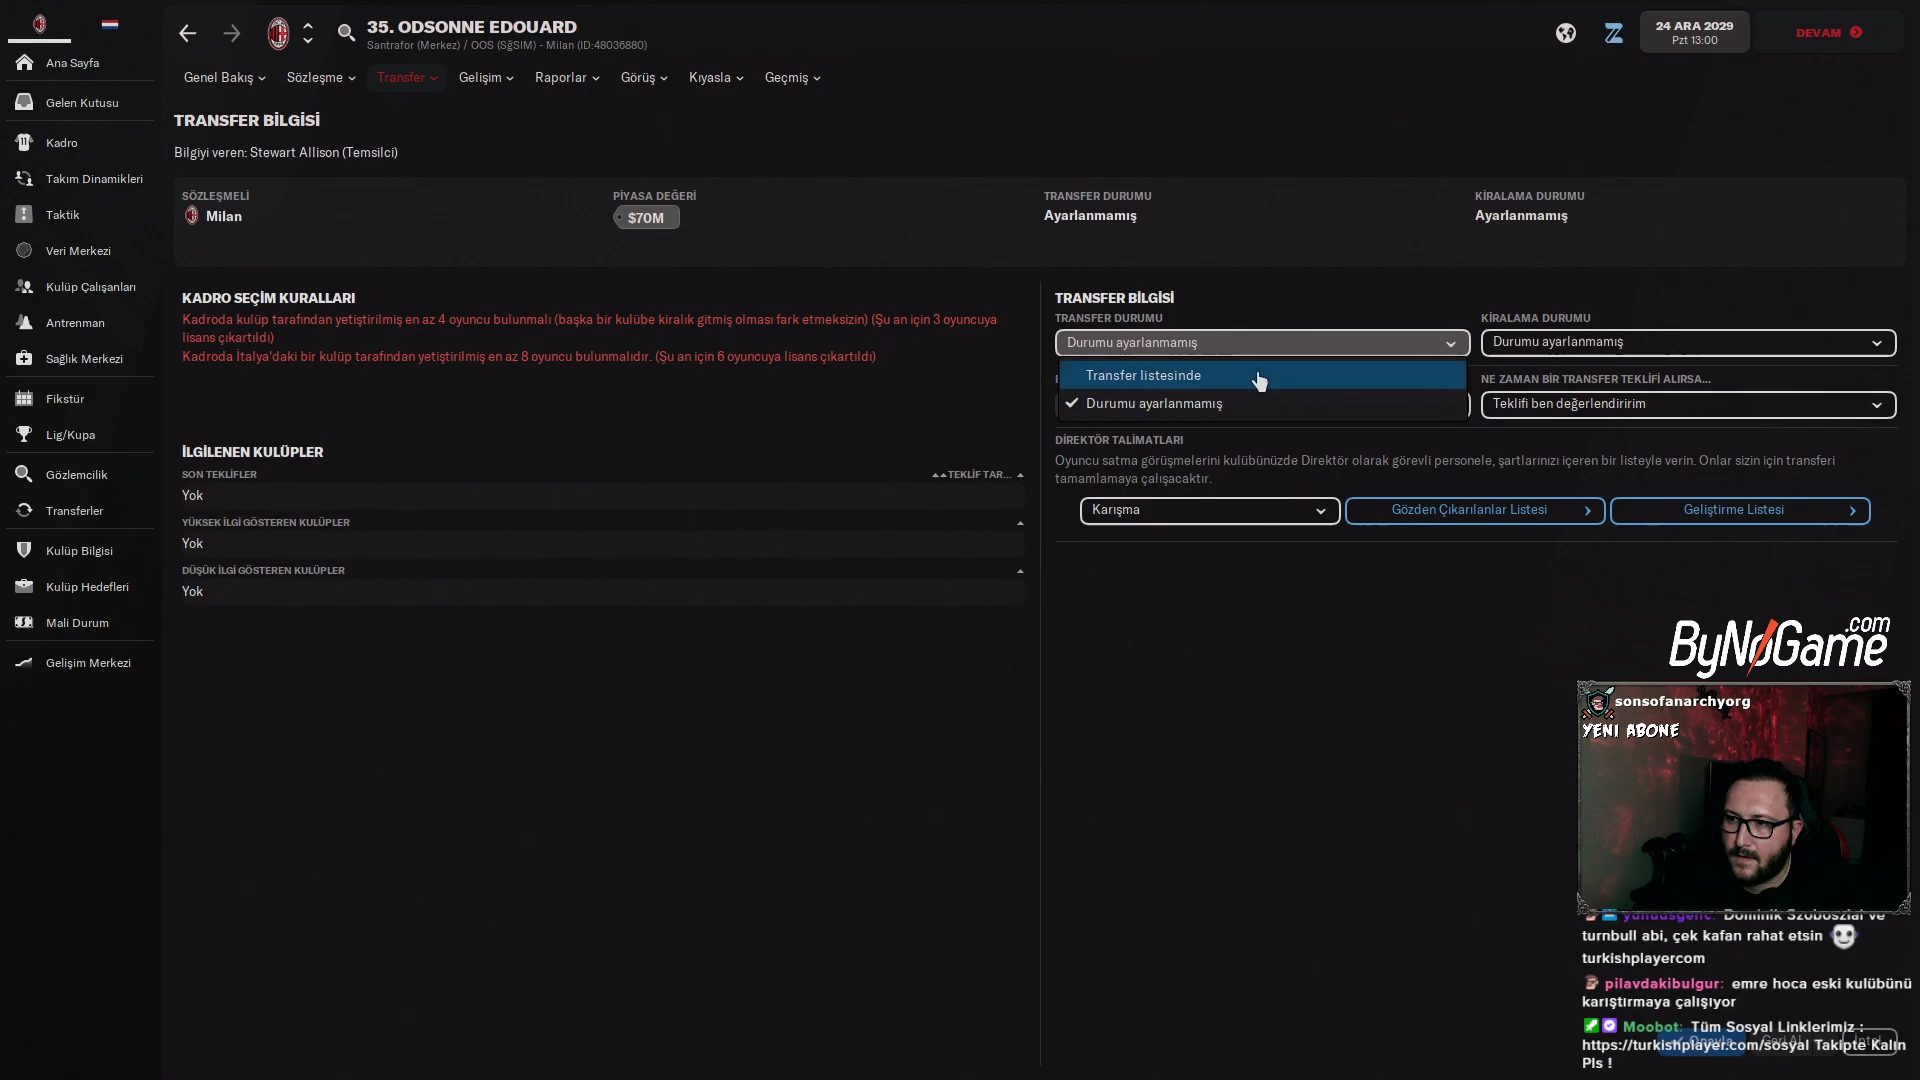 35. ODSONNE EDOUARD
Santrafor (Merkez) / OOS (SğSIM) - Milan (ID:48036880)
24 ARA 2029
Pzt 13:00
DEVAM
Ana Sayfa
Gelen Kutusu
Kadro
Takım Dinamikleri
Taktik
Veri Merkezi
Kulüp Çalışanları
Antrenman
Sağlık Merkezi
Fikstür
Lig/Kupa
Gözlemcilik
Transferler
Kulüp Bilgisi
Kulüp Hedefleri
Mali Durum
Gelişim Merkezi
Genel Bakış
Sözleşme
Transfer
Gelişim
Raporlar
Görüş
Kıyasla
Geçmiş
TRANSFER BİLGİSİ
Bilgiyi veren: Stewart Allison (Temsilci)
SÖZLEŞMELİ
Milan
PİYASA DEĞERİ
$70M
TRANSFER DURUMU
Ayarlanmamış
KİRALAMA DURUMU
Ayarlanmamış
KADRO SEÇİM KURALLARI
Kadroda kulüp tarafından yetiştirilmiş en az 4 oyuncu bulunmalı (başka bir kulübe kiralık gitmiş olması fark etmeksizin) (Şu an için 3 oyuncuya
lisans çıkartıldı)
Kadroda İtalya'daki bir kulüp tarafından yetiştirilmiş en az 8 oyuncu bulunmalıdır. (Şu an için 6 oyuncuya lisans çıkartıldı)
İLGİLENEN KULÜPLER
SON TEKLİFLER
TEKLİF TAR...
Yok
YÜKSEK İLGİ GÖSTEREN KULÜPLER
Yok
DÜŞÜK İLGİ GÖSTEREN KULÜPLER
Yok
TRANSFER BİLGİSİ
TRANSFER DURUMU
Durumu ayarlanmamış
Transfer listesinde
Durumu ayarlanmamış
KİRALAMA DURUMU
Durumu ayarlanmamış
NE ZAMAN BİR TRANSFER TEKLİFİ ALIRSA...
Teklifi ben değerlendiririm
DİREKTÖR TALİMATLARI
Oyuncu satma görüşmelerini kulübünüzde Direktör olarak görevli personele, şartlarınızı içeren bir listeyle verin. Onlar sizin için transferi
tamamlamaya çalışacaktır.
Karışma
Gözden Çıkarılanlar Listesi
Geliştirme Listesi
ByNoGame.com
sonsofanarchyorg
YENI ABONE
yunuusgenc: Dominik Szoboszlai ve
turnbull abi, çek kafan rahat etsin
turkishplayercom
pilavdakibulgur: emre hoca eski kulübünü
karıştırmaya çalışıyor
Moobot: Tüm Sosyal Linklerimiz :
https://turkishplayer.com/sosyal Takipte Kalın
Pls !